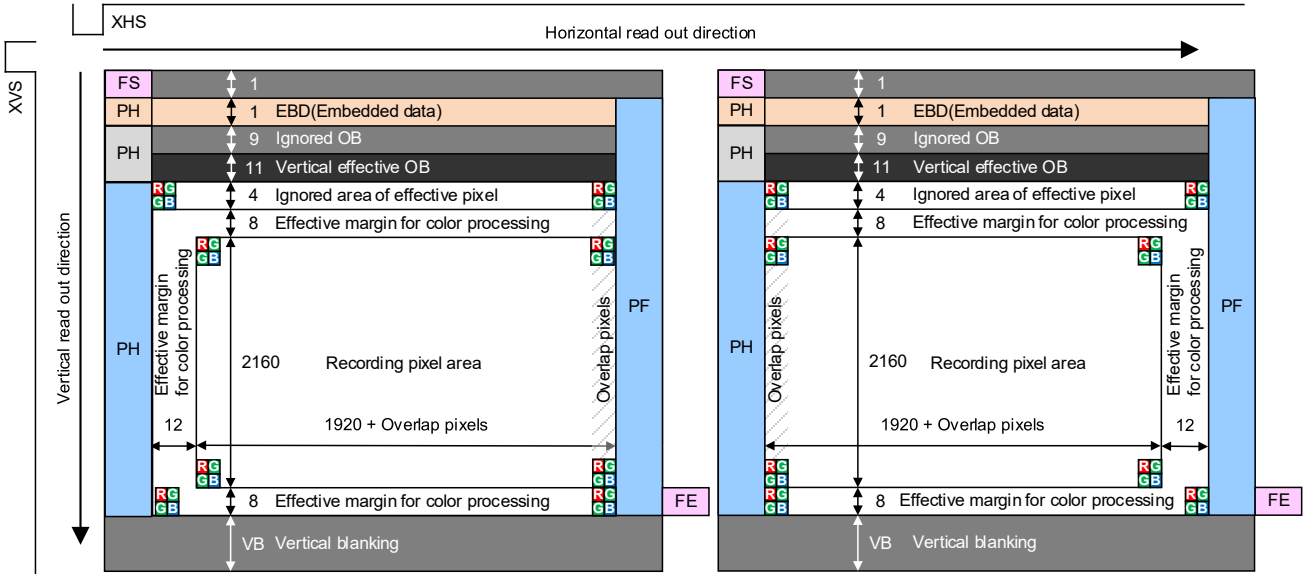 XHS
Horizontal read out direction
XVS
Vertical read out direction
FS
1
PH
1 EBD(Embedded data)
PH
9 Ignored OB
11 Vertical effective OB
R G
G B
4 Ignored area of effective pixel
R G
G B
8 Effective margin for color processing
R G
G B
R G
G B
Effective margin
for color processing
PH
2160 Recording pixel area
Overlap pixels
PF
12
1920 + Overlap pixels
R G
G B
R G
G B
R G
G B
8 Effective margin for color processing
R G
G B
FE
VB Vertical blanking
FS
1
PH
1 EBD(Embedded data)
PH
9 Ignored OB
11 Vertical effective OB
R G
G B
4 Ignored area of effective pixel
R G
G B
8 Effective margin for color processing
R G
G B
R G
G B
PH
Overlap pixels
2160 Recording pixel area
Effective margin
for color processing
PF
1920 + Overlap pixels
12
R G
G B
R G
G B
R G
G B
8 Effective margin for color processing
R G
G B
FE
VB Vertical blanking